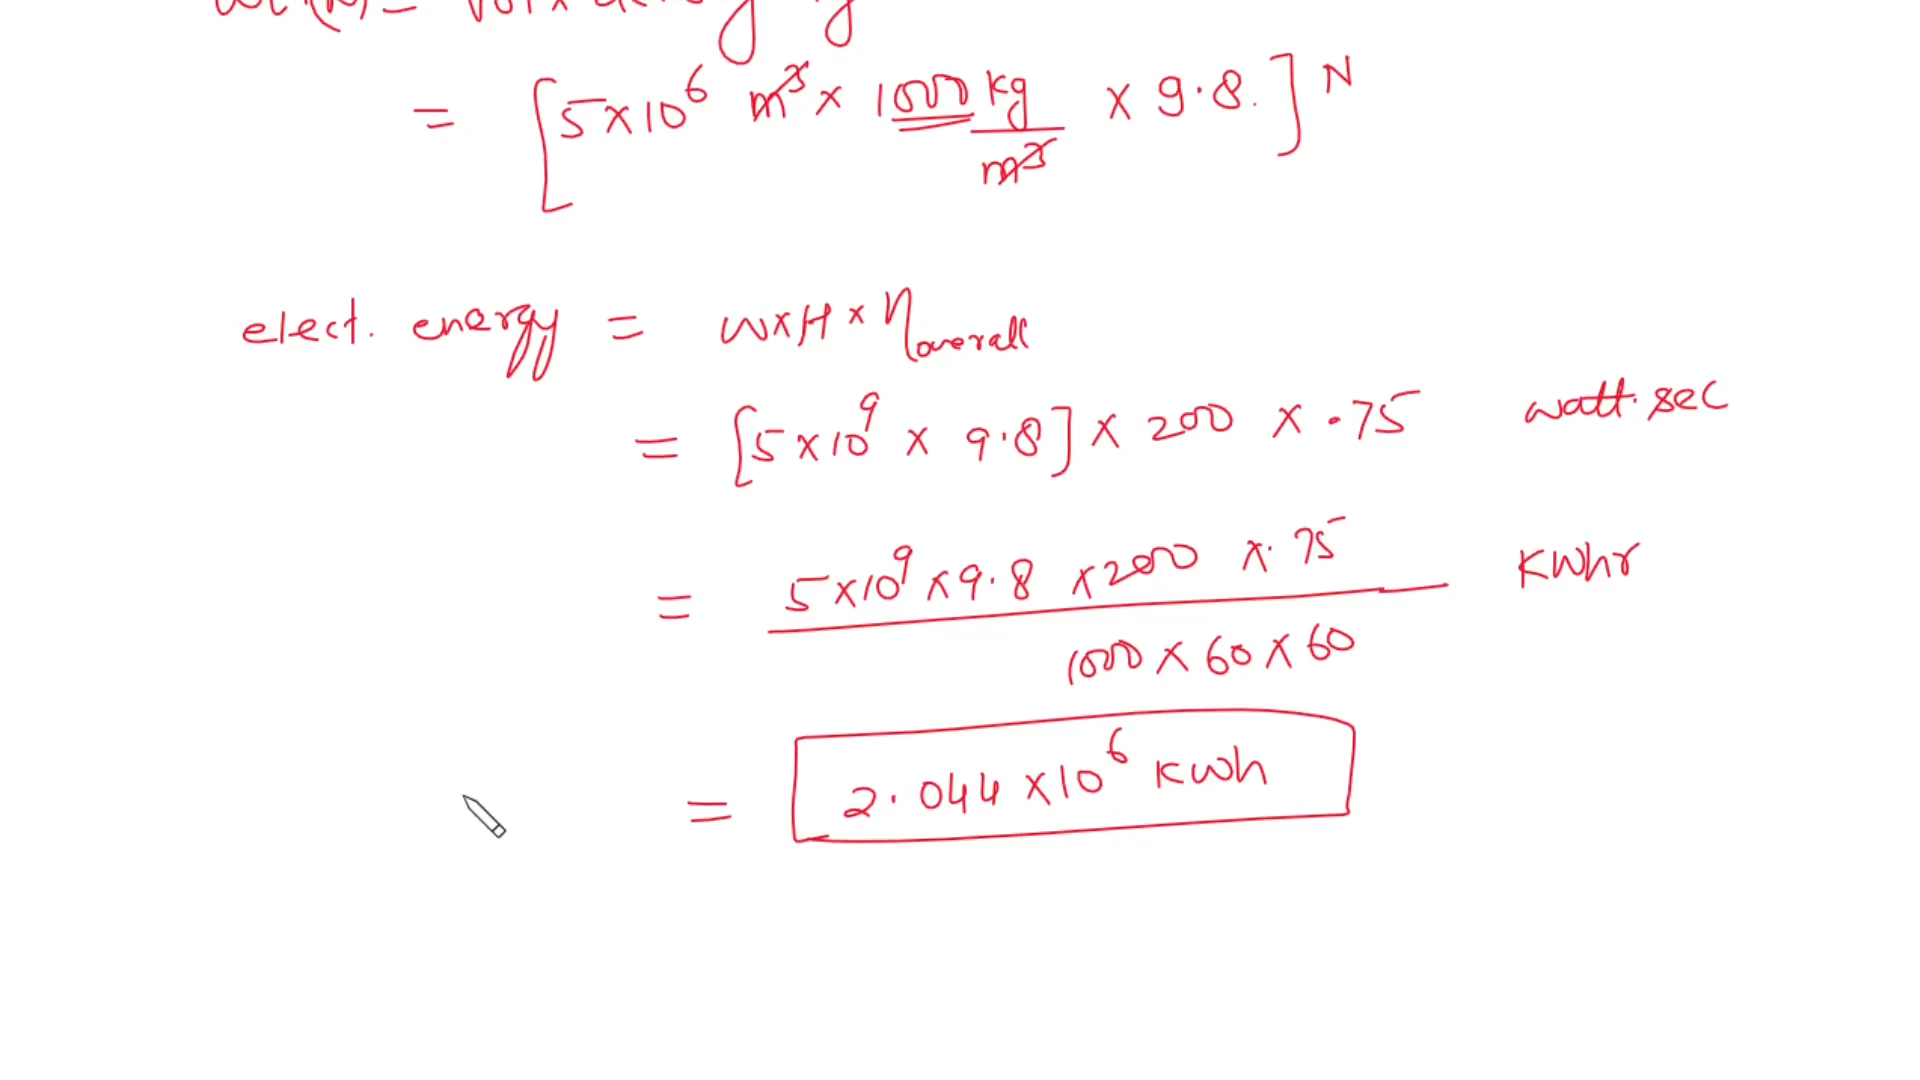 = [5×10⁶ m³ × 1000 kg/m³ × 9.8.] N
elect. energy = W×H×η overall
= [5×10⁹ × 9.8] × 200 × .75 watt.sec
= 5×10⁹ ×9.8 ×200 ×.75 / 1000 × 60 × 60 KWhr
= 2.044 ×10⁶ KWh